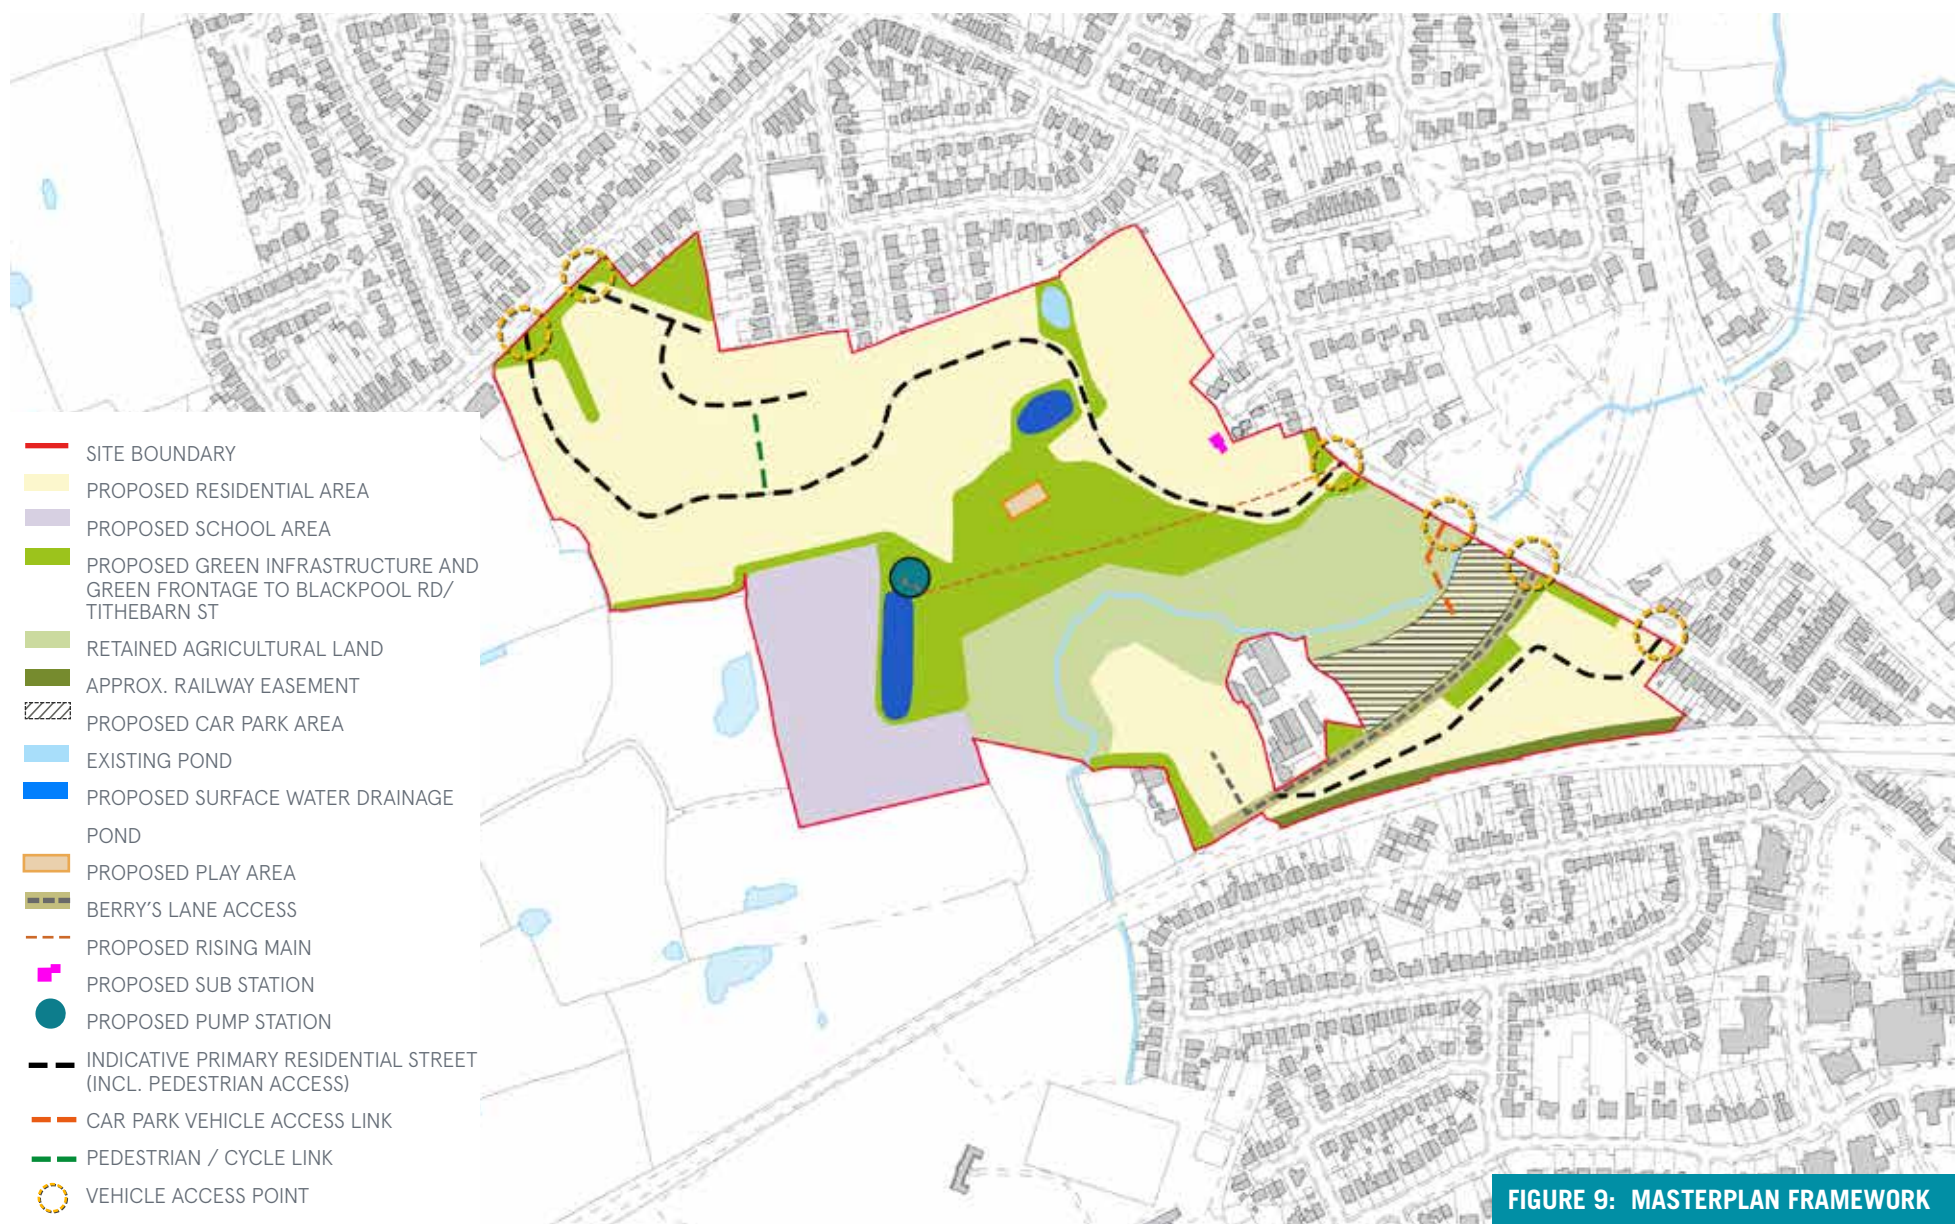 SITE BOUNDARY
PROPOSED RESIDENTIAL AREA
PROPOSED SCHOOL AREA
PROPOSED GREEN INFRASTRUCTURE AND
GREEN FRONTAGE TO BLACKPOOL RD/
TITHEBARN ST
RETAINED AGRICULTURAL LAND
APPROX. RAILWAY EASEMENT
PROPOSED CAR PARK AREA
EXISTING POND
PROPOSED SURFACE WATER DRAINAGE
POND
PROPOSED PLAY AREA
BERRY'S LANE ACCESS
PROPOSED RISING MAIN
PROPOSED SUB STATION
PROPOSED PUMP STATION
INDICATIVE PRIMARY RESIDENTIAL STREET
(INCL. PEDESTRIAN ACCESS)
CAR PARK VEHICLE ACCESS LINK
PEDESTRIAN / CYCLE LINK
VEHICLE ACCESS POINT
FIGURE 9: MASTERPLAN FRAMEWORK